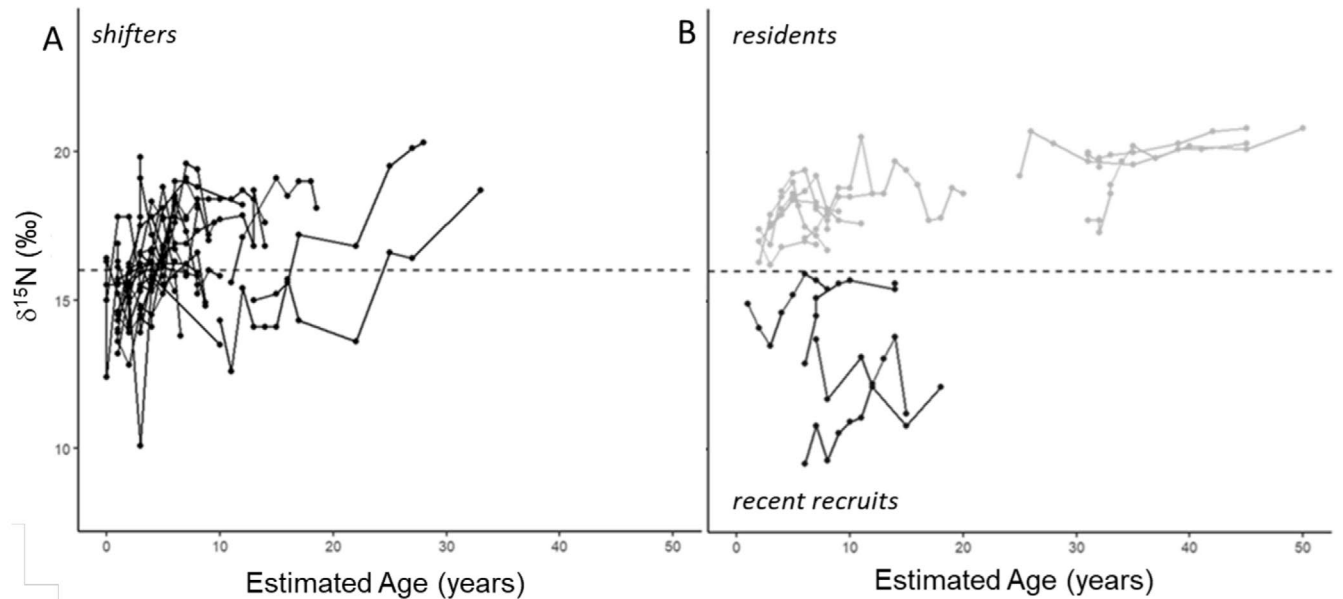 A shifters
B residents
20
15
10
δ¹⁵N (‰)
recent recruits
0 10 20 30 40 50
0 10 20 30 40 50
Estimated Age (years)
Estimated Age (years)